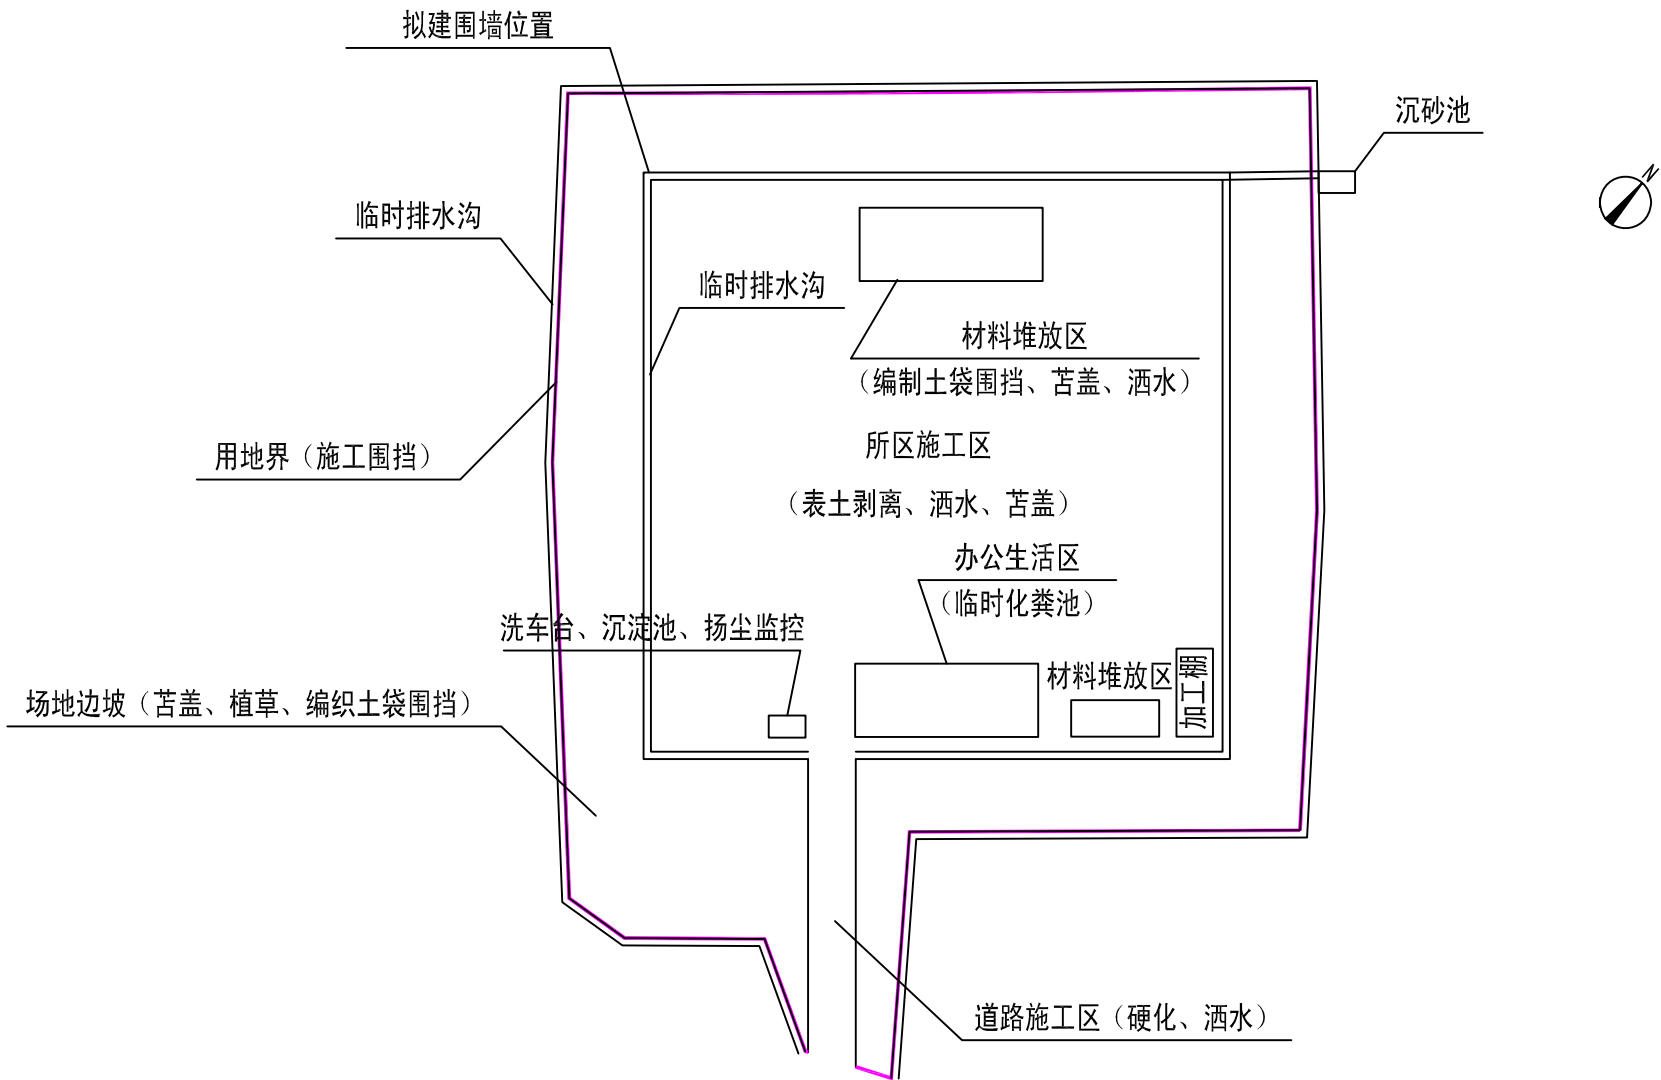 拟建围墙位置
沉砂池
N
临时排水沟
临时排水沟
材料堆放区
（编制土袋围挡、苫盖、洒水）
用地界（施工围挡）
所区施工区
（表土剥离、洒水、苫盖）
办公生活区
（临时化粪池）
洗车台、沉淀池、扬尘监控
材料堆放区
加工棚
场地边坡（苫盖、植草、编织土袋围挡）
道路施工区（硬化、洒水）